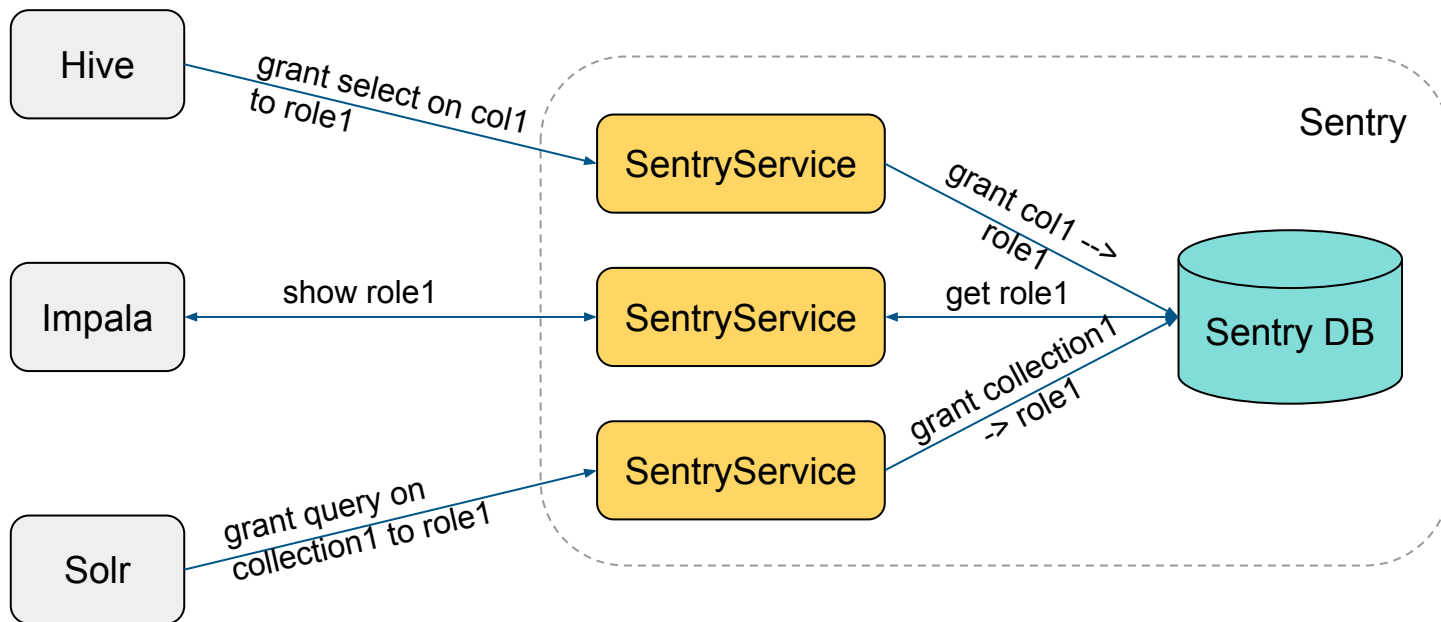 Hive
grant select on col1
to role1
Sentry
SentryService
grant col1 -->
role1
Impala
show role1
SentryService
get role1
Sentry DB
grant collection1
-> role1
SentryService
grant query on
collection1 to role1
Solr